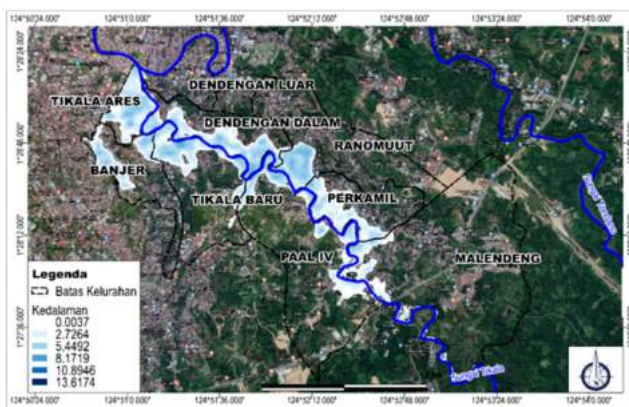 124°50'24.000" 124°51'0.000" 124°51'36.000" 124°52'12.000" 124°52'48.000" 124°53'24.000" 124°54'0.000"
1°29'24.000"
DENDENGAN LUAR
TIKALA ARES
DENDENGAN DALAM
1°28'48.000"
RANOMUUT
BANJER
TIKALA BARU
PERKAMIL
Sungai Tondano
1°28'12.000"
PAAL IV
MALENDENG
Legenda
Batas Kelurahan
Kedalaman
0.0037
2.7264
5.4492
8.1719
10.8946
13.6174
1°27'36.000"
Sungai Tikala
124°50'24.000" 124°51'0.000" 124°51'36.000" 124°52'12.000" 124°52'48.000" 124°53'24.000" 124°54'0.000"